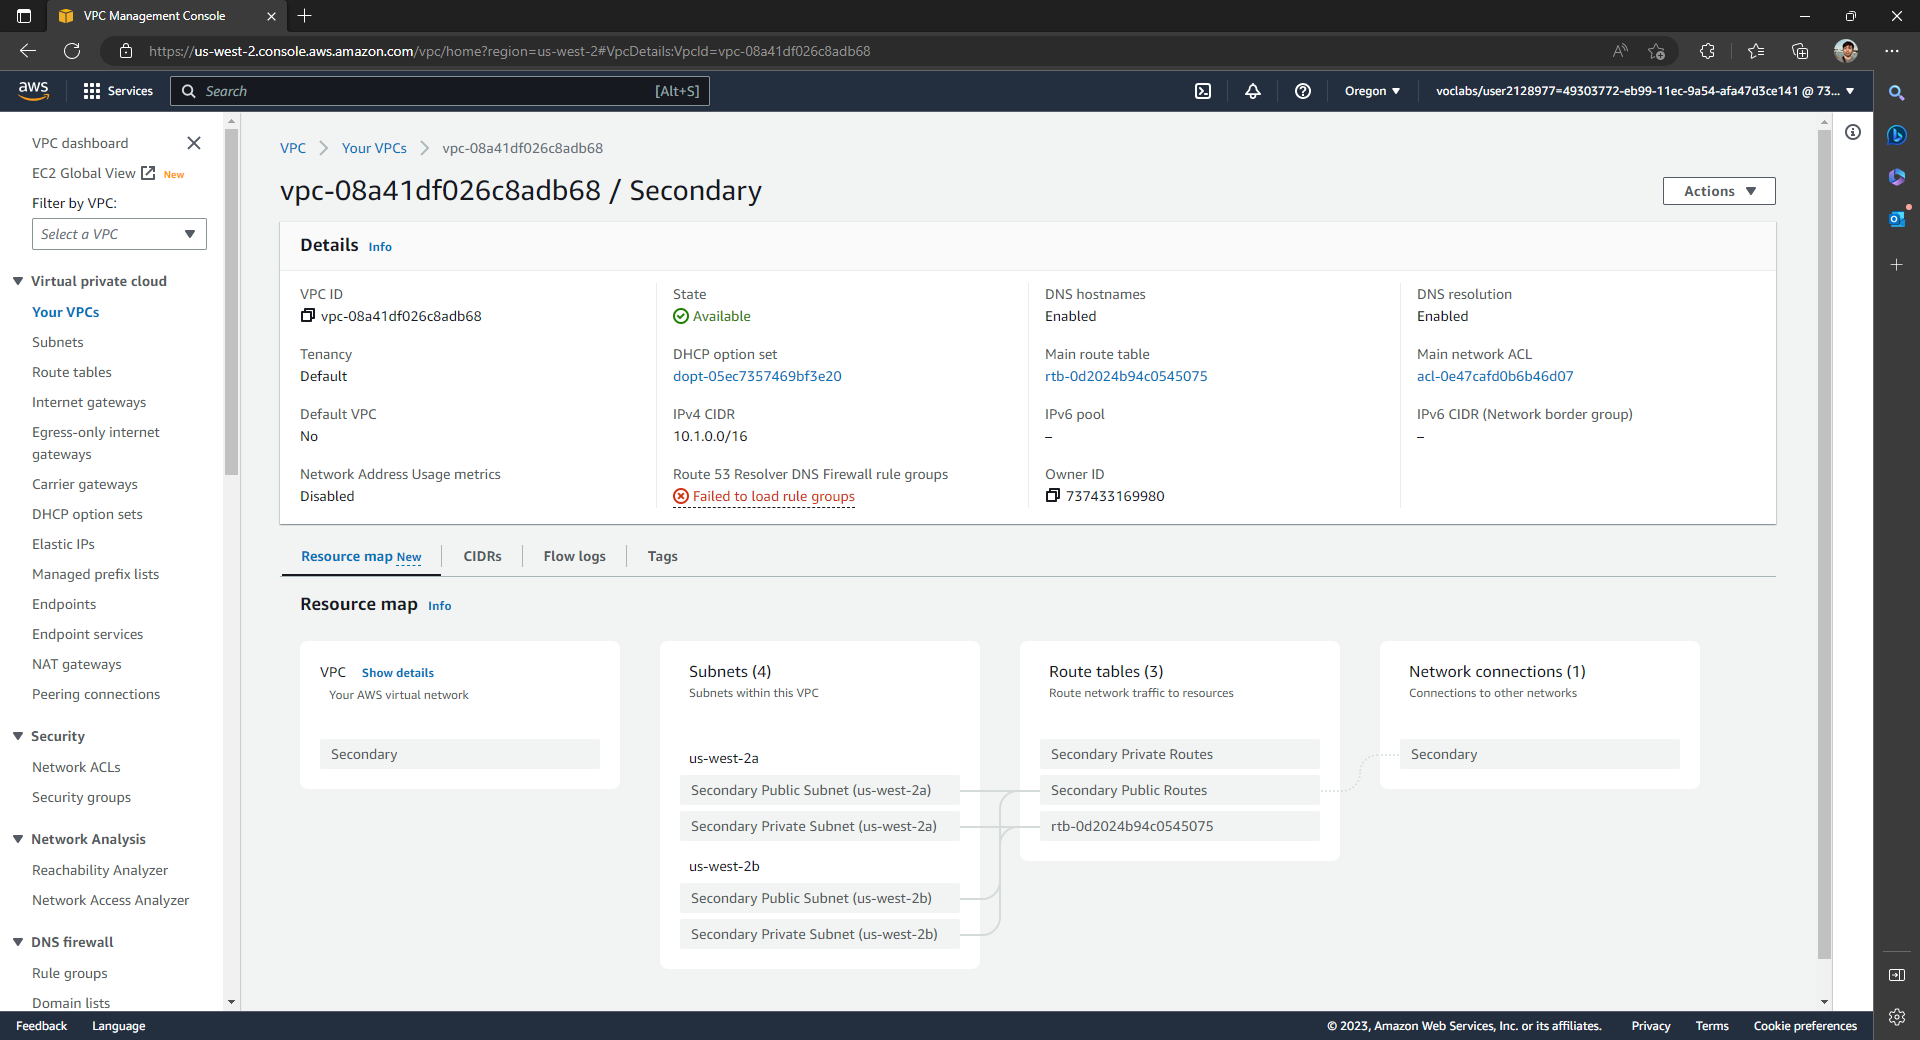 VPC Management Console
https://us-west-2.console.aws.amazon.com/vpc/home?region=us-west-2#VpcDetails:VpcId=vpc-08a41df026c8adb68
aws
Services
Search
[Alt+S]
Oregon
voclabs/user2128977=49303772-eb99-11ec-9a54-afa47d3ce141 @ 73...
VPC dashboard
EC2 Global View New
Filter by VPC:
Select a VPC
Virtual private cloud
Your VPCs
Subnets
Route tables
Internet gateways
Egress-only internet
gateways
Carrier gateways
DHCP option sets
Elastic IPs
Managed prefix lists
Endpoints
Endpoint services
NAT gateways
Peering connections
Security
Network ACLs
Security groups
Network Analysis
Reachability Analyzer
Network Access Analyzer
DNS firewall
Rule groups
Domain lists
VPC
Your VPCs
vpc-08a41df026c8adb68
vpc-08a41df026c8adb68 / Secondary
Actions
Details Info
VPC ID
vpc-08a41df026c8adb68
State
Available
DNS hostnames
Enabled
DNS resolution
Enabled
Tenancy
Default
DHCP option set
dopt-05ec7357469bf3e20
Main route table
rtb-0d2024b94c0545075
Main network ACL
acl-0e47cafd0b6b46d07
Default VPC
No
IPv4 CIDR
10.1.0.0/16
IPv6 pool
–
IPv6 CIDR (Network border group)
–
Network Address Usage metrics
Disabled
Route 53 Resolver DNS Firewall rule groups
Failed to load rule groups
Owner ID
737433169980
Resource map New
CIDRs
Flow logs
Tags
Resource map Info
VPC Show details
Your AWS virtual network
Secondary
Subnets (4)
Subnets within this VPC
us-west-2a
Secondary Public Subnet (us-west-2a)
Secondary Private Subnet (us-west-2a)
us-west-2b
Secondary Public Subnet (us-west-2b)
Secondary Private Subnet (us-west-2b)
Route tables (3)
Route network traffic to resources
Secondary Private Routes
Secondary Public Routes
rtb-0d2024b94c0545075
Network connections (1)
Connections to other networks
Secondary
Feedback
Language
© 2023, Amazon Web Services, Inc. or its affiliates.
Privacy
Terms
Cookie preferences